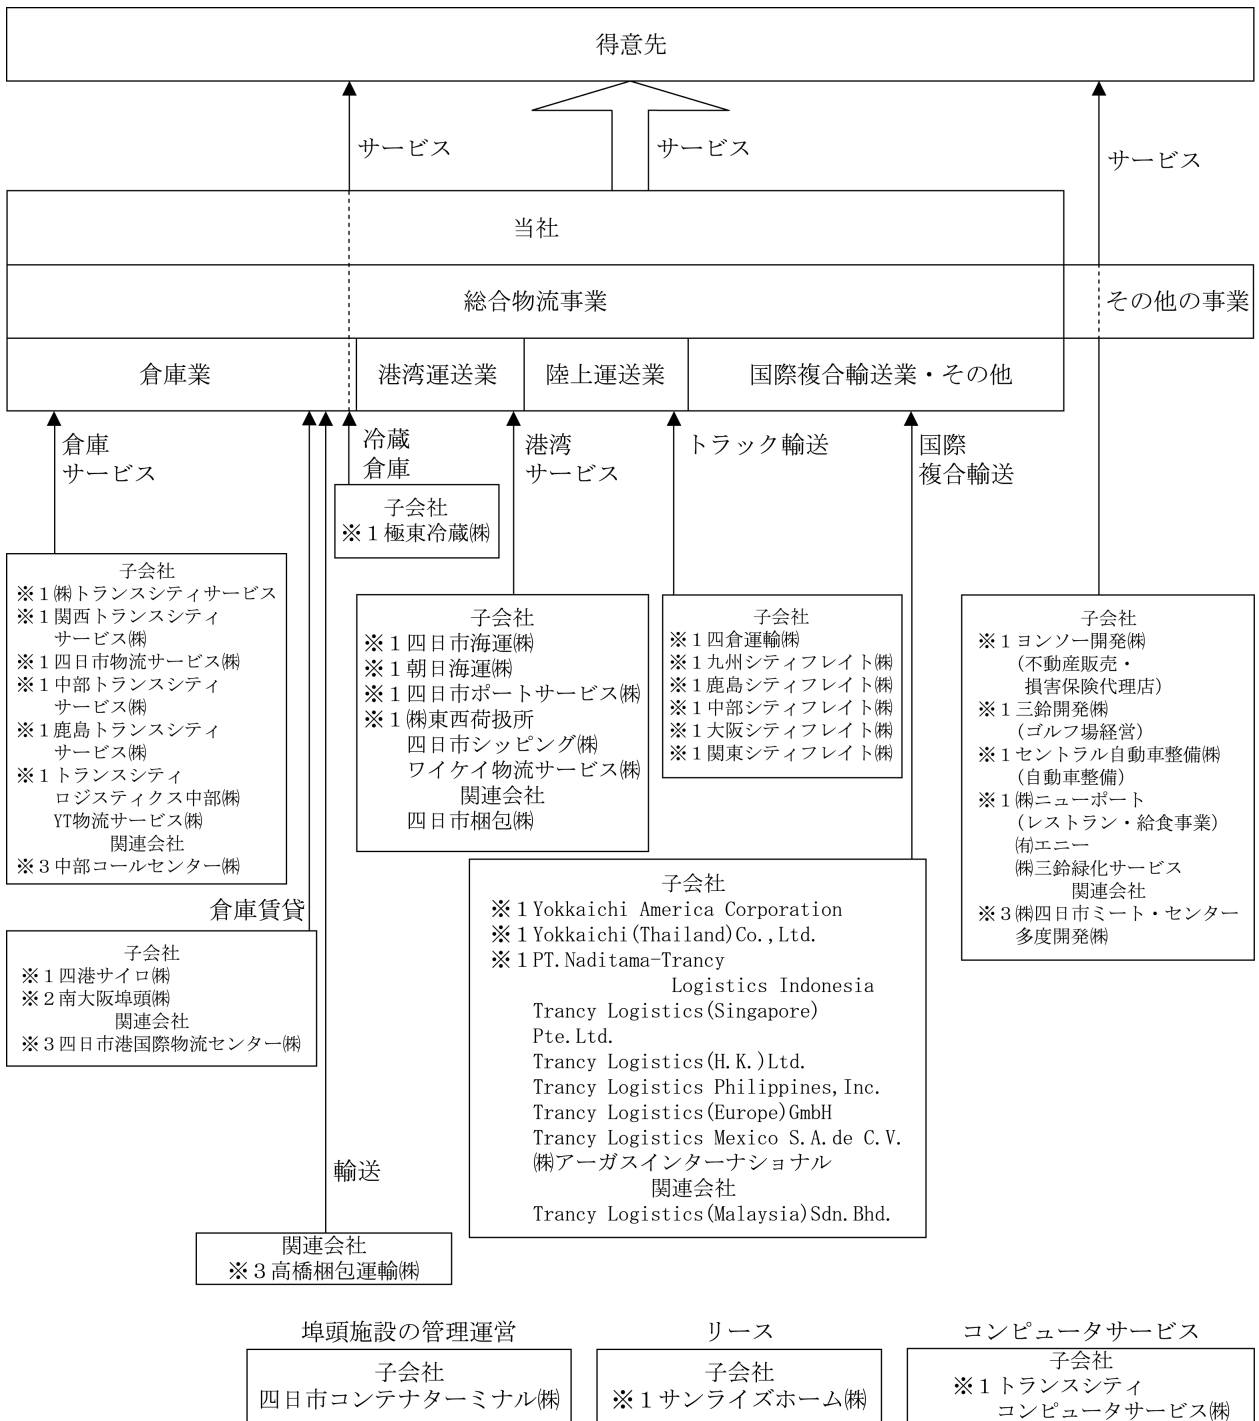 得意先
サービス
サービス
サービス
当社
総合物流事業
その他の事業
倉庫業
港湾運送業
陸上運送業
国際複合輸送業・その他
倉庫
サービス
冷蔵
倉庫
港湾
サービス
トラック輸送
国際
複合輸送
子会社
※1極東冷蔵㈱
子会社
※1㈱トランスシティサービス
※1関西トランスシティ
サービス㈱
※1四日市物流サービス㈱
※1中部トランスシティ
サービス㈱
※1鹿島トランスシティ
サービス㈱
※1トランスシティ
ロジスティクス中部㈱
YT物流サービス㈱
関連会社
※3中部コールセンター㈱
子会社
※1四日市海運㈱
※1朝日海運㈱
※1四日市ポートサービス㈱
※1㈱東西荷扱所
四日市シッピング㈱
ワイケイ物流サービス㈱
関連会社
四日市梱包㈱
子会社
※1四倉運輸㈱
※1九州シティフレイト㈱
※1鹿島シティフレイト㈱
※1中部シティフレイト㈱
※1大阪シティフレイト㈱
※1関東シティフレイト㈱
子会社
※1ヨンソー開発㈱
(不動産販売・
損害保険代理店)
※1三鈴開発㈱
(ゴルフ場経営)
※1セントラル自動車整備㈱
(自動車整備)
※1㈱ニューポート
(レストラン・給食事業)
㈲エニー
㈱三鈴緑化サービス
関連会社
※3㈱四日市ミート・センター
多度開発㈱
倉庫賃貸
子会社
※1四港サイロ㈱
※2南大阪埠頭㈱
関連会社
※3四日市港国際物流センター㈱
子会社
※1Yokkaichi America Corporation
※1Yokkaichi(Thailand)Co.,Ltd.
※1PT.Naditama-Trancy
Logistics Indonesia
Trancy Logistics(Singapore)
Pte.Ltd.
Trancy Logistics(H.K.)Ltd.
Trancy Logistics Philippines,Inc.
Trancy Logistics(Europe)GmbH
Trancy Logistics Mexico S.A.de C.V.
㈱アーガスインターナショナル
関連会社
Trancy Logistics(Malaysia)Sdn.Bhd.
輸送
関連会社
※3高橋梱包運輸㈱
埠頭施設の管理運営
子会社
四日市コンテナターミナル㈱
リース
子会社
※1サンライズホーム㈱
コンピュータサービス
子会社
※1トランスシティ
コンピュータサービス㈱